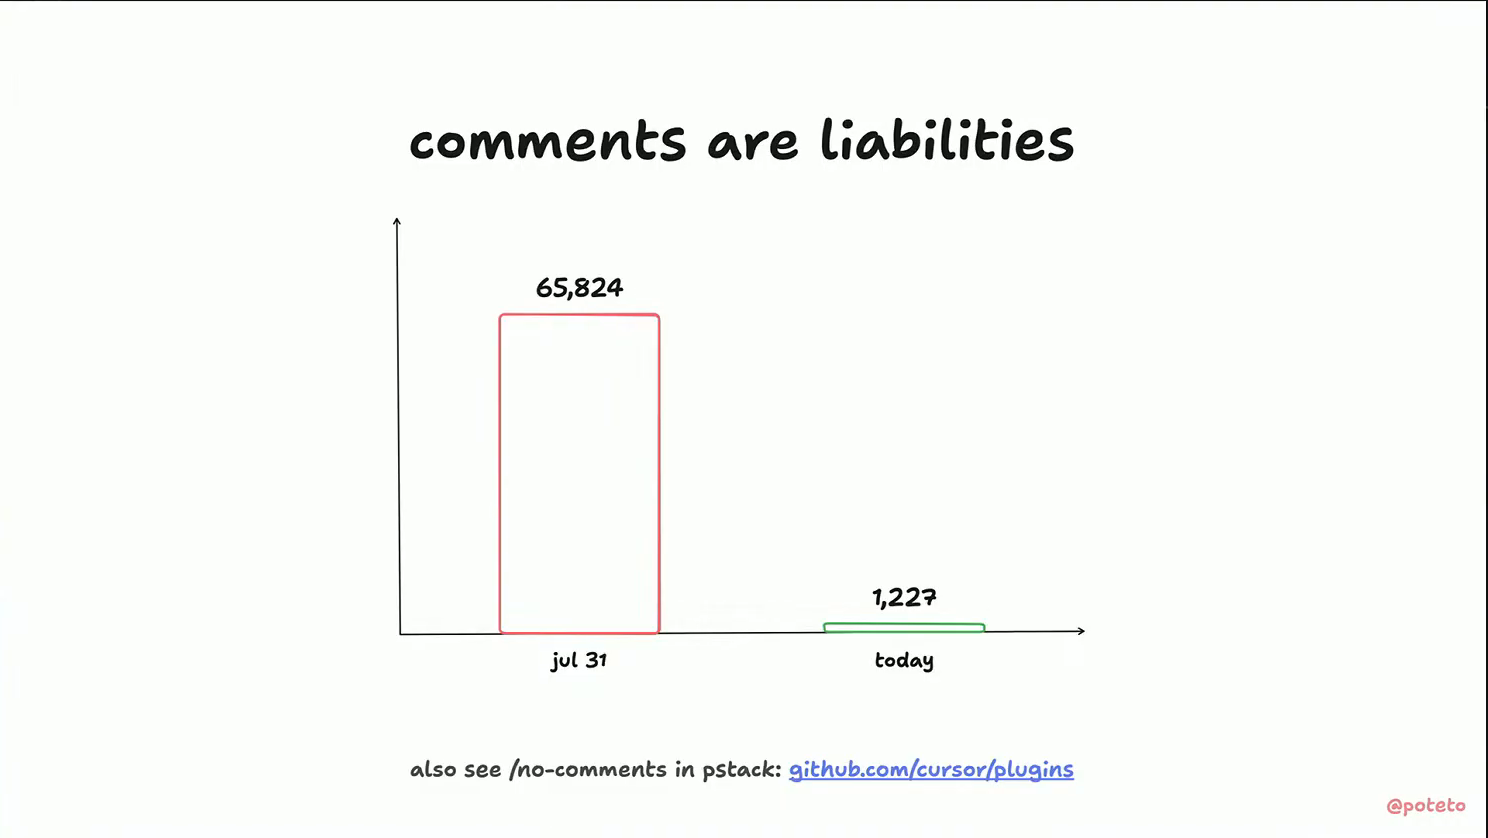 comments are liabilities
65,824
1,227
jul 31
today
also see /no-comments in pstack: github.com/cursor/plugins
@poteto